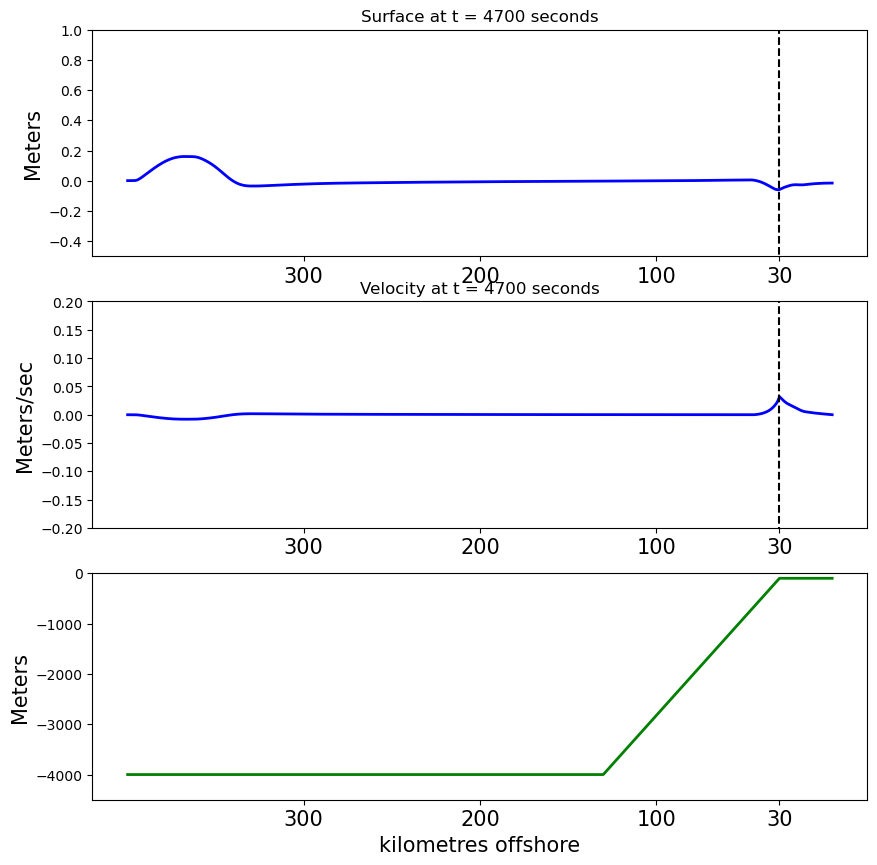 Surface at t = 4700 seconds
Meters
1.0
0.8
0.6
0.4
0.2
0.0
−0.2
−0.4
300 200 100 30
Velocity at t = 4700 seconds
Meters/sec
0.20
0.15
0.10
0.05
0.00
−0.05
−0.10
−0.15
−0.20
300 200 100 30
Meters
0
−1000
−2000
−3000
−4000
300 200 100 30
kilometres offshore